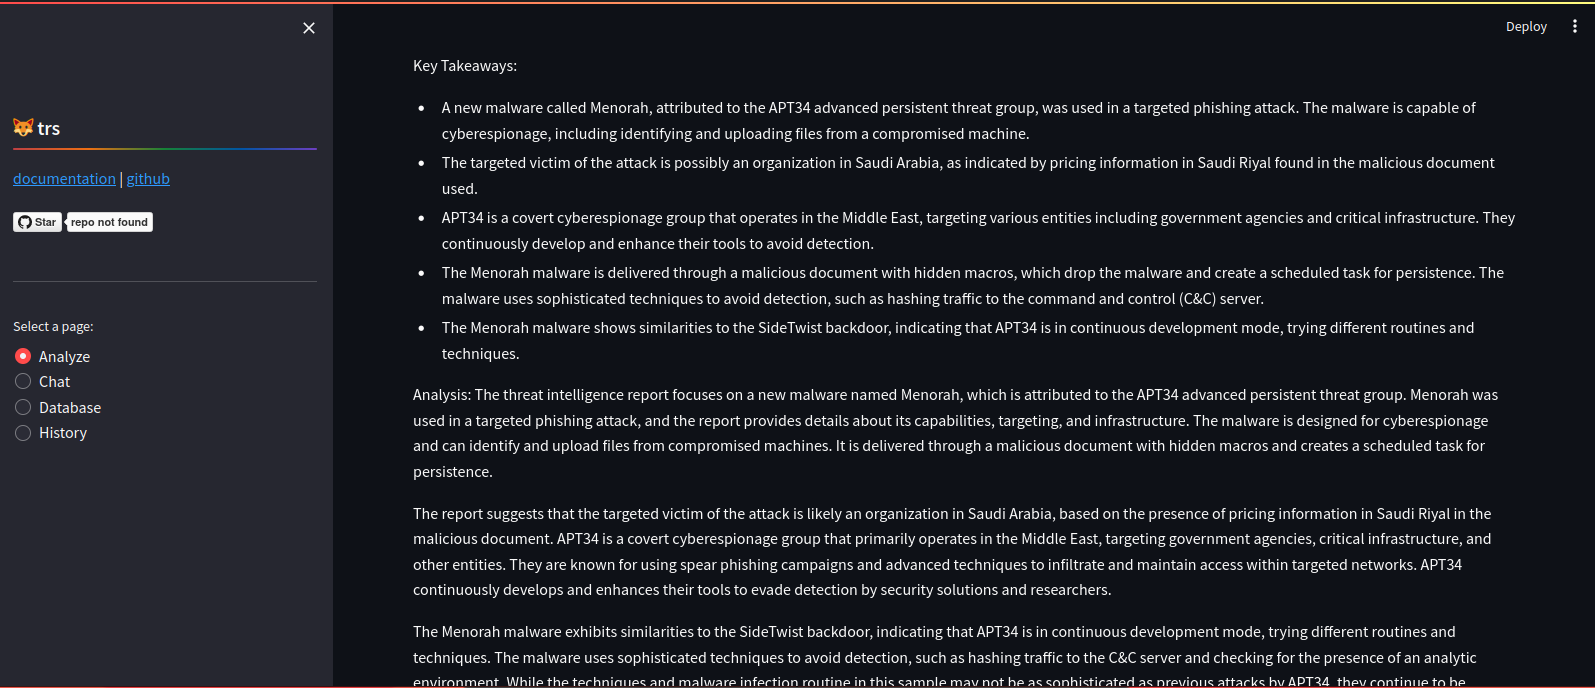 Deploy
trs
documentation | github
Star repo not found
Select a page:
Analyze
Chat
Database
History
Key Takeaways:
• A new malware called Menorah, attributed to the APT34 advanced persistent threat group, was used in a targeted phishing attack. The malware is capable of
cyberespionage, including identifying and uploading files from a compromised machine.
• The targeted victim of the attack is possibly an organization in Saudi Arabia, as indicated by pricing information in Saudi Riyal found in the malicious document
used.
• APT34 is a covert cyberespionage group that operates in the Middle East, targeting various entities including government agencies and critical infrastructure. They
continuously develop and enhance their tools to avoid detection.
• The Menorah malware is delivered through a malicious document with hidden macros, which drop the malware and create a scheduled task for persistence. The
malware uses sophisticated techniques to avoid detection, such as hashing traffic to the command and control (C&C) server.
• The Menorah malware shows similarities to the SideTwist backdoor, indicating that APT34 is in continuous development mode, trying different routines and
techniques.
Analysis: The threat intelligence report focuses on a new malware named Menorah, which is attributed to the APT34 advanced persistent threat group. Menorah was
used in a targeted phishing attack, and the report provides details about its capabilities, targeting, and infrastructure. The malware is designed for cyberespionage
and can identify and upload files from compromised machines. It is delivered through a malicious document with hidden macros and creates a scheduled task for
persistence.
The report suggests that the targeted victim of the attack is likely an organization in Saudi Arabia, based on the presence of pricing information in Saudi Riyal in the
malicious document. APT34 is a covert cyberespionage group that primarily operates in the Middle East, targeting government agencies, critical infrastructure, and
other entities. They are known for using spear phishing campaigns and advanced techniques to infiltrate and maintain access within targeted networks. APT34
continuously develops and enhances their tools to evade detection by security solutions and researchers.
The Menorah malware exhibits similarities to the SideTwist backdoor, indicating that APT34 is in continuous development mode, trying different routines and
techniques. The malware uses sophisticated techniques to avoid detection, such as hashing traffic to the C&C server and checking for the presence of an analytic
environment. While the techniques and malware infection routine in this sample may not be as sophisticated as previous attacks by APT34, they continue to be